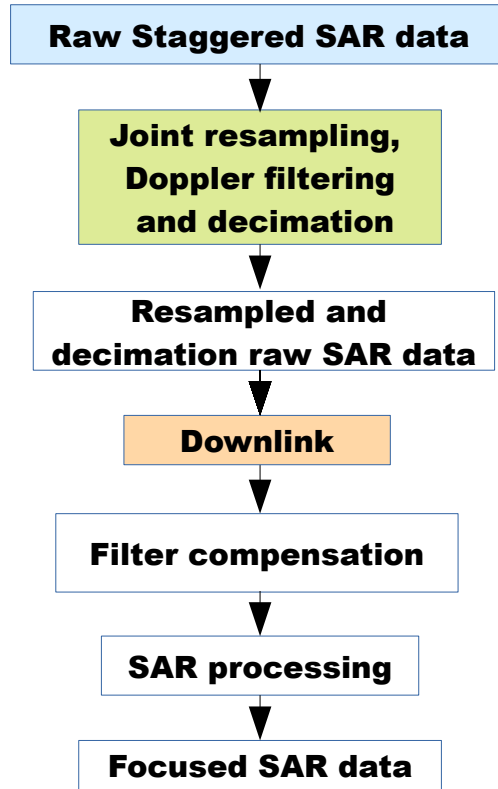 Raw Staggered SAR data
Joint resampling,
Doppler filtering
and decimation
Resampled and
decimation raw SAR data
Downlink
Filter compensation
SAR processing
Focused SAR data